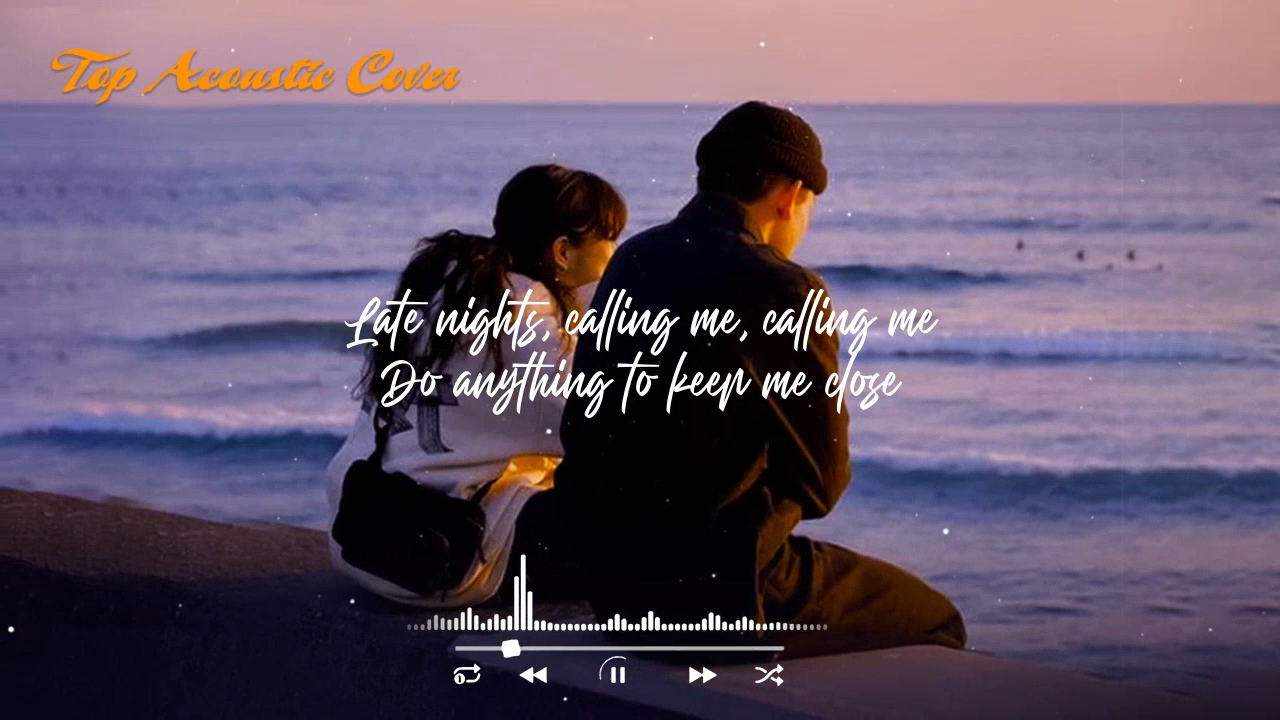 Top Acoustic Cover
Late nights, calling me, calling me
Do anything to keep me close